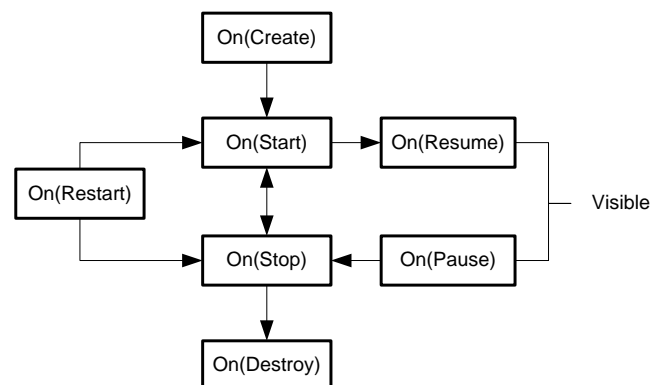 On(Create)
On(Start)
On(Resume)
On(Restart)
Visible
On(Stop)
On(Pause)
On(Destroy)